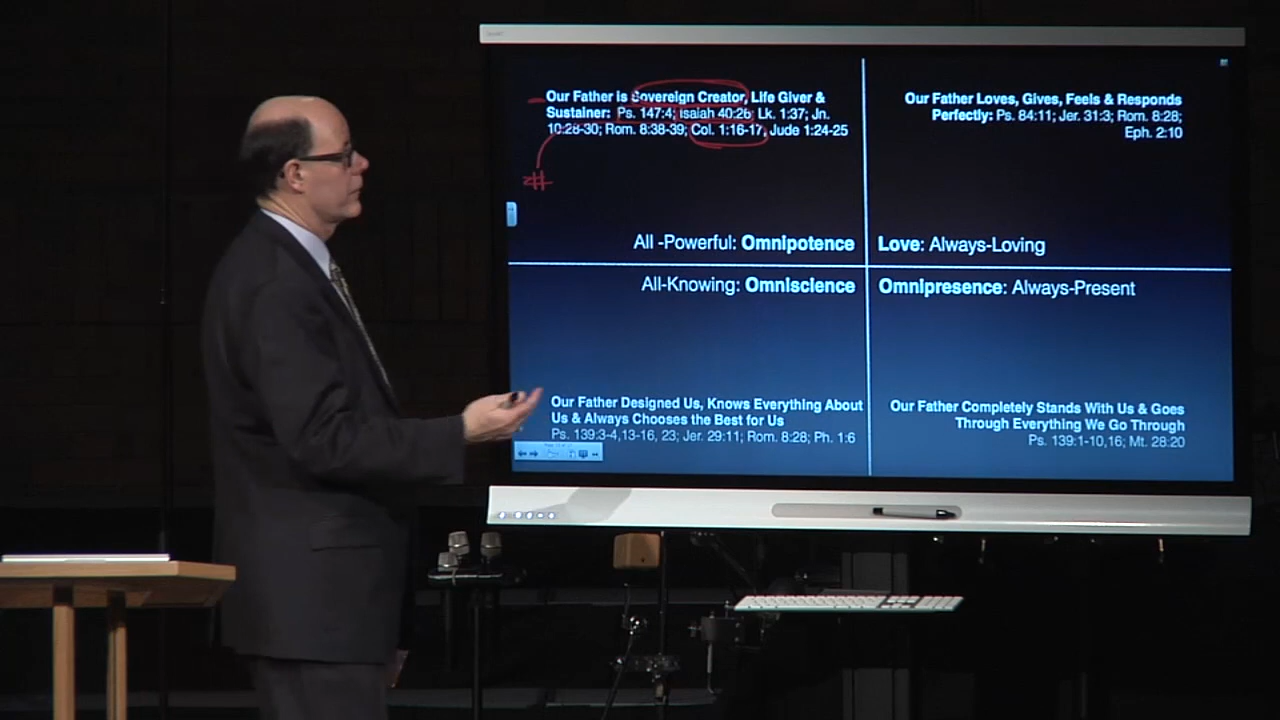 Our Father is Sovereign Creator, Life Giver &
Sustainer: Ps. 147:4; Isaiah 40:26; Lk. 1:37; Jn.
10:28-30; Rom. 8:38-39; Col. 1:16-17, Jude 1:24-25
#
All -Powerful: Omnipotence
Our Father Loves, Gives, Feels & Responds
Perfectly: Ps. 84:11; Jer. 31:3; Rom. 8:28;
Eph. 2:10
Love: Always-Loving
All-Knowing: Omniscience
Our Father Designed Us, Knows Everything About
Us & Always Chooses the Best for Us
Ps. 139:3-4,13-16, 23; Jer. 29:11; Rom. 8:28; Ph. 1:6
Omnipresence: Always-Present
Our Father Completely Stands With Us & Goes
Through Everything We Go Through
Ps. 139:1-10,16; Mt. 28:20